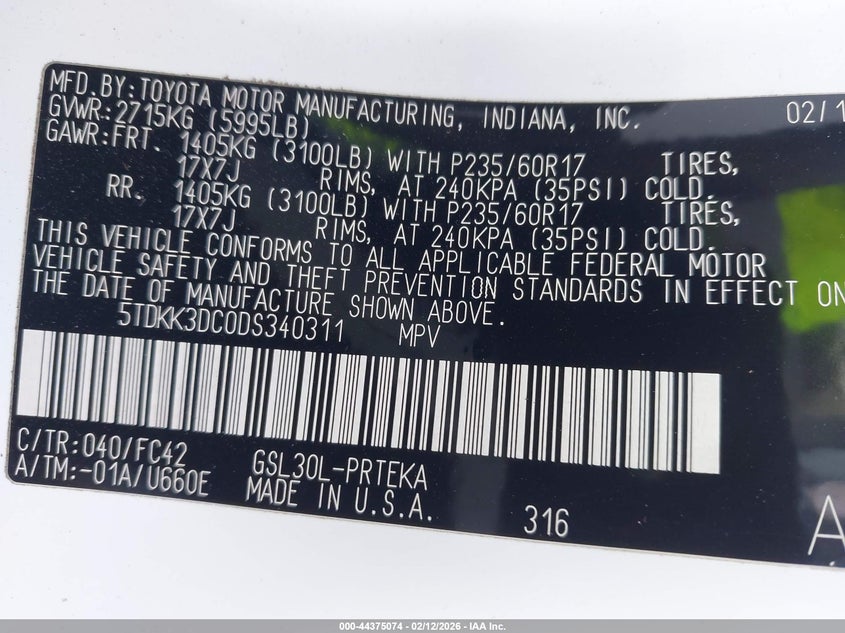 MFD.BY:TOYOTA MOTOR MANUFACTURING, INDIANA, INC. 02/1
GVWR:2715KG (5995LB)
GAWR:FRT. 1405KG (3100LB) WITH P235/60R17 TIRES,
17X7J RIMS, AT 240KPA (35PSI) COLD.
RR. 1405KG (3100LB) WITH P235/60R17 TIRES,
17X7J RIMS, AT 240KPA (35PSI) COLD.
THIS VEHICLE CONFORMS TO ALL APPLICABLE FEDERAL MOTOR
VEHICLE SAFETY AND THEFT PREVENTION STANDARDS IN EFFECT ON
THE DATE OF MANUFACTURE SHOWN ABOVE.
5TDKK3DC0DS340311 MPV
C/TR:040/FC42 GSL30L-PRTEKA
A/TM:-01A/U660E MADE IN U.S.A. 316
A
000-44375074 - 02/12/2026 - IAA Inc.